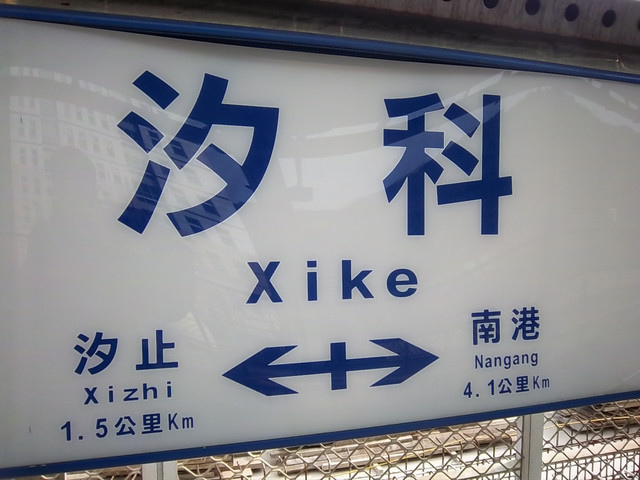 汐科
Xike
汐止
Xizhi
1.5公里Km
南港
Nangang
4.1公里Km